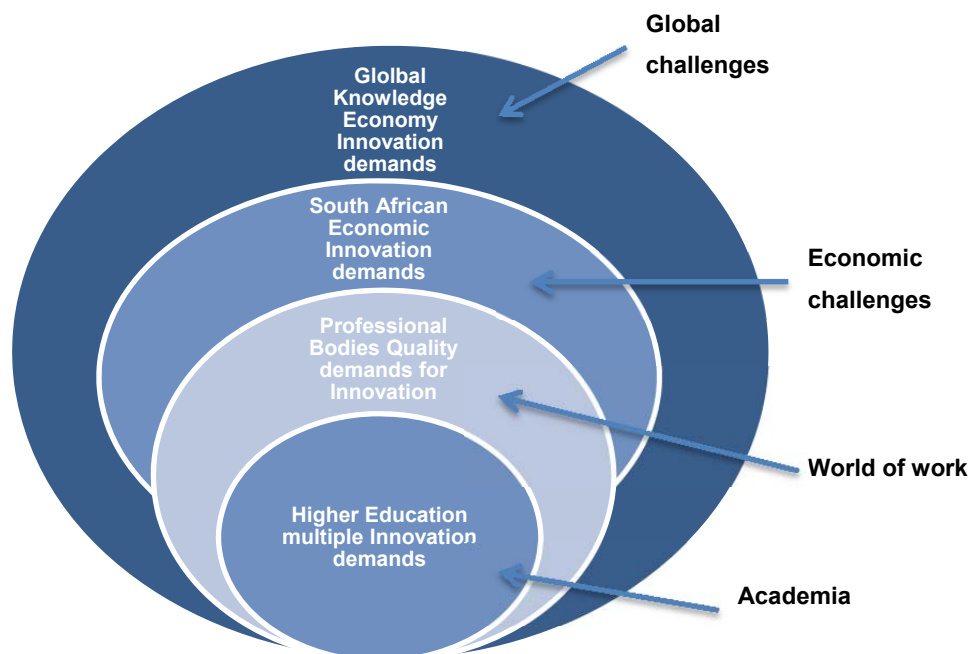 Global
challenges
Glolbal
Knowledge
Economy
Innovation
demands
South African
Economic
Innovation
demands
Economic
challenges
Professional
Bodies Quality
demands for
Innovation
World of work
Higher Education
multiple Innovation
demands
Academia